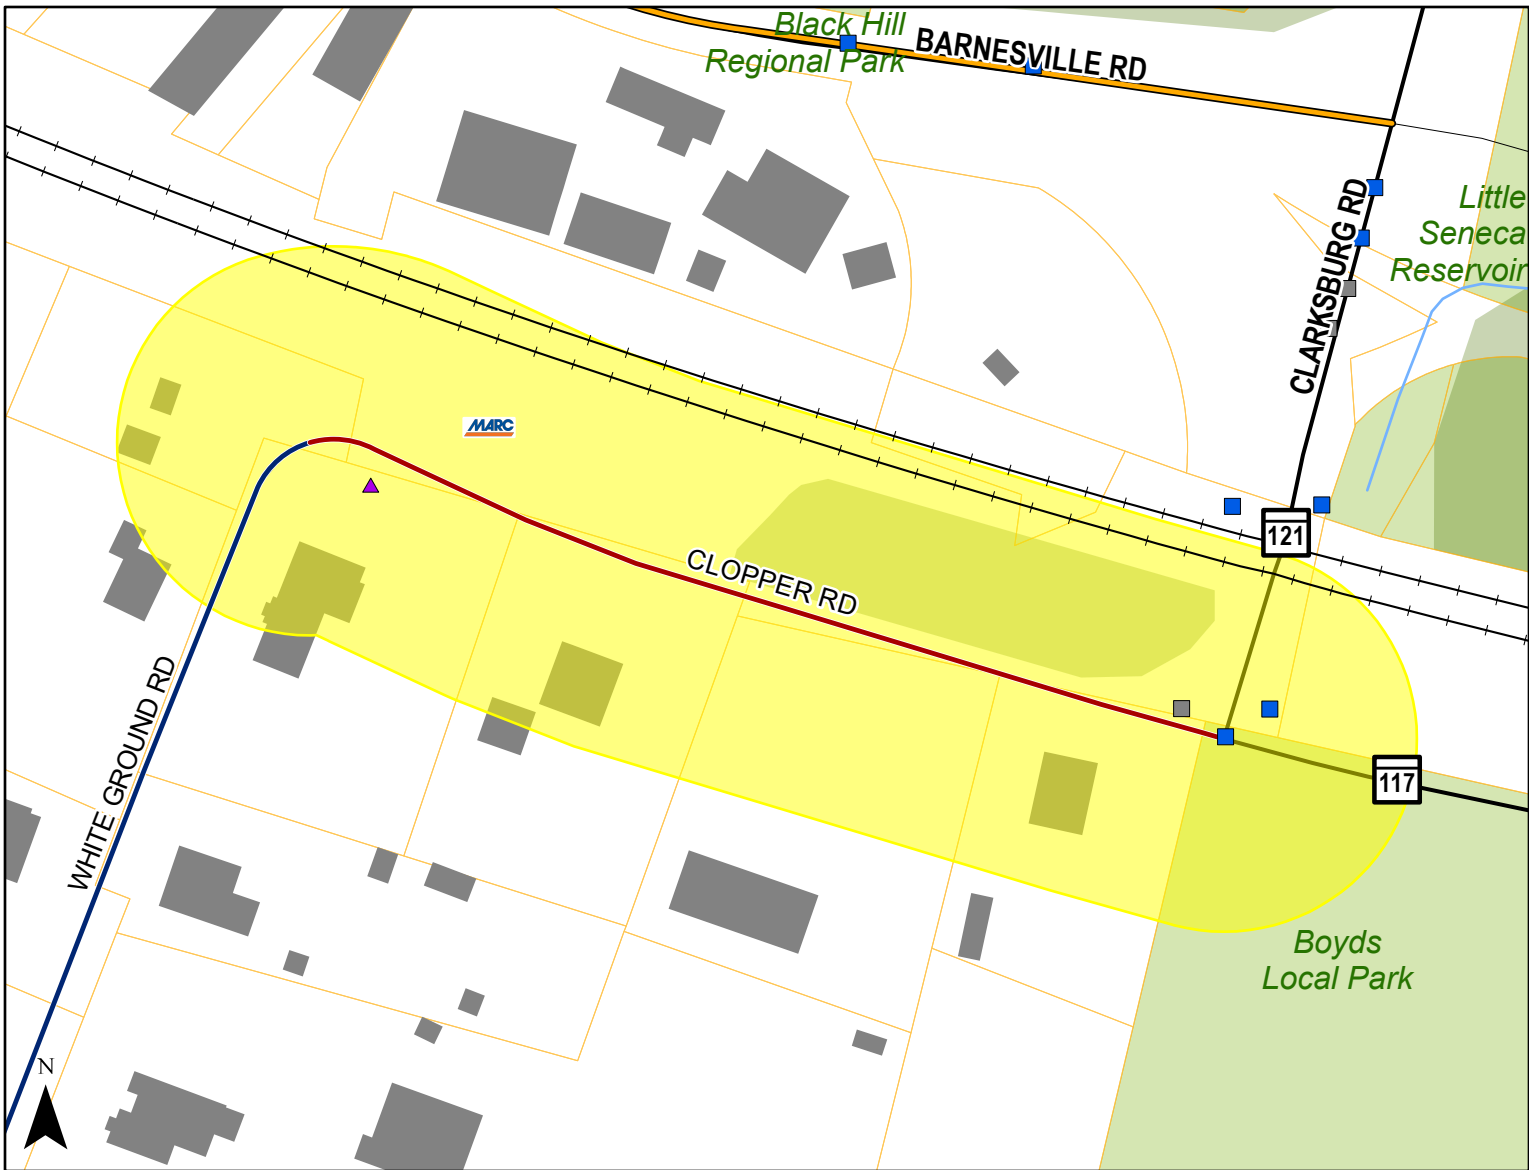 Black Hill
Regional Park
BARNESVILLE RD
CLARKSBURG RD
Little
Seneca
Reservoir
MARC
121
CLOPPER RD
WHITE GROUND RD
117
Boyds
Local Park
N